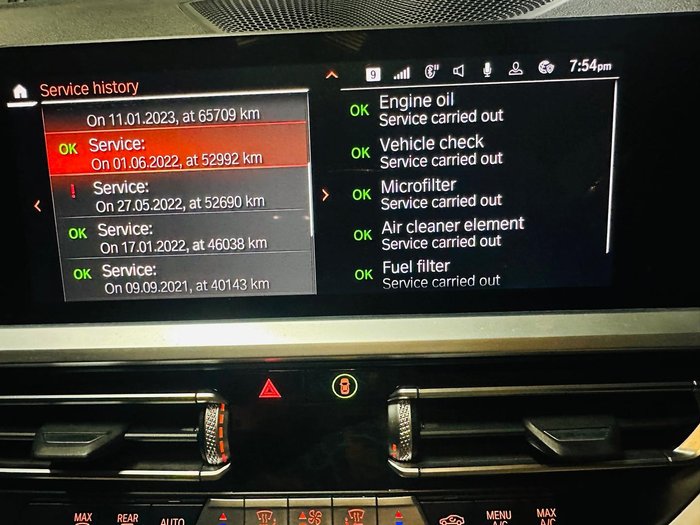 9
7:54pm
Service history
On 11.01.2023, at 65709 km
OK Service:
On 01.06.2022, at 52992 km
! Service:
On 27.05.2022, at 52690 km
OK Service:
On 17.01.2022, at 46038 km
OK Service:
On 09.09.2021, at 40143 km
OK Engine oil
Service carried out
OK Vehicle check
Service carried out
OK Microfilter
Service carried out
OK Air cleaner element
Service carried out
OK Fuel filter
Service carried out
MAX
REAR
AUTO
MENU
A/C
MAX
A/C